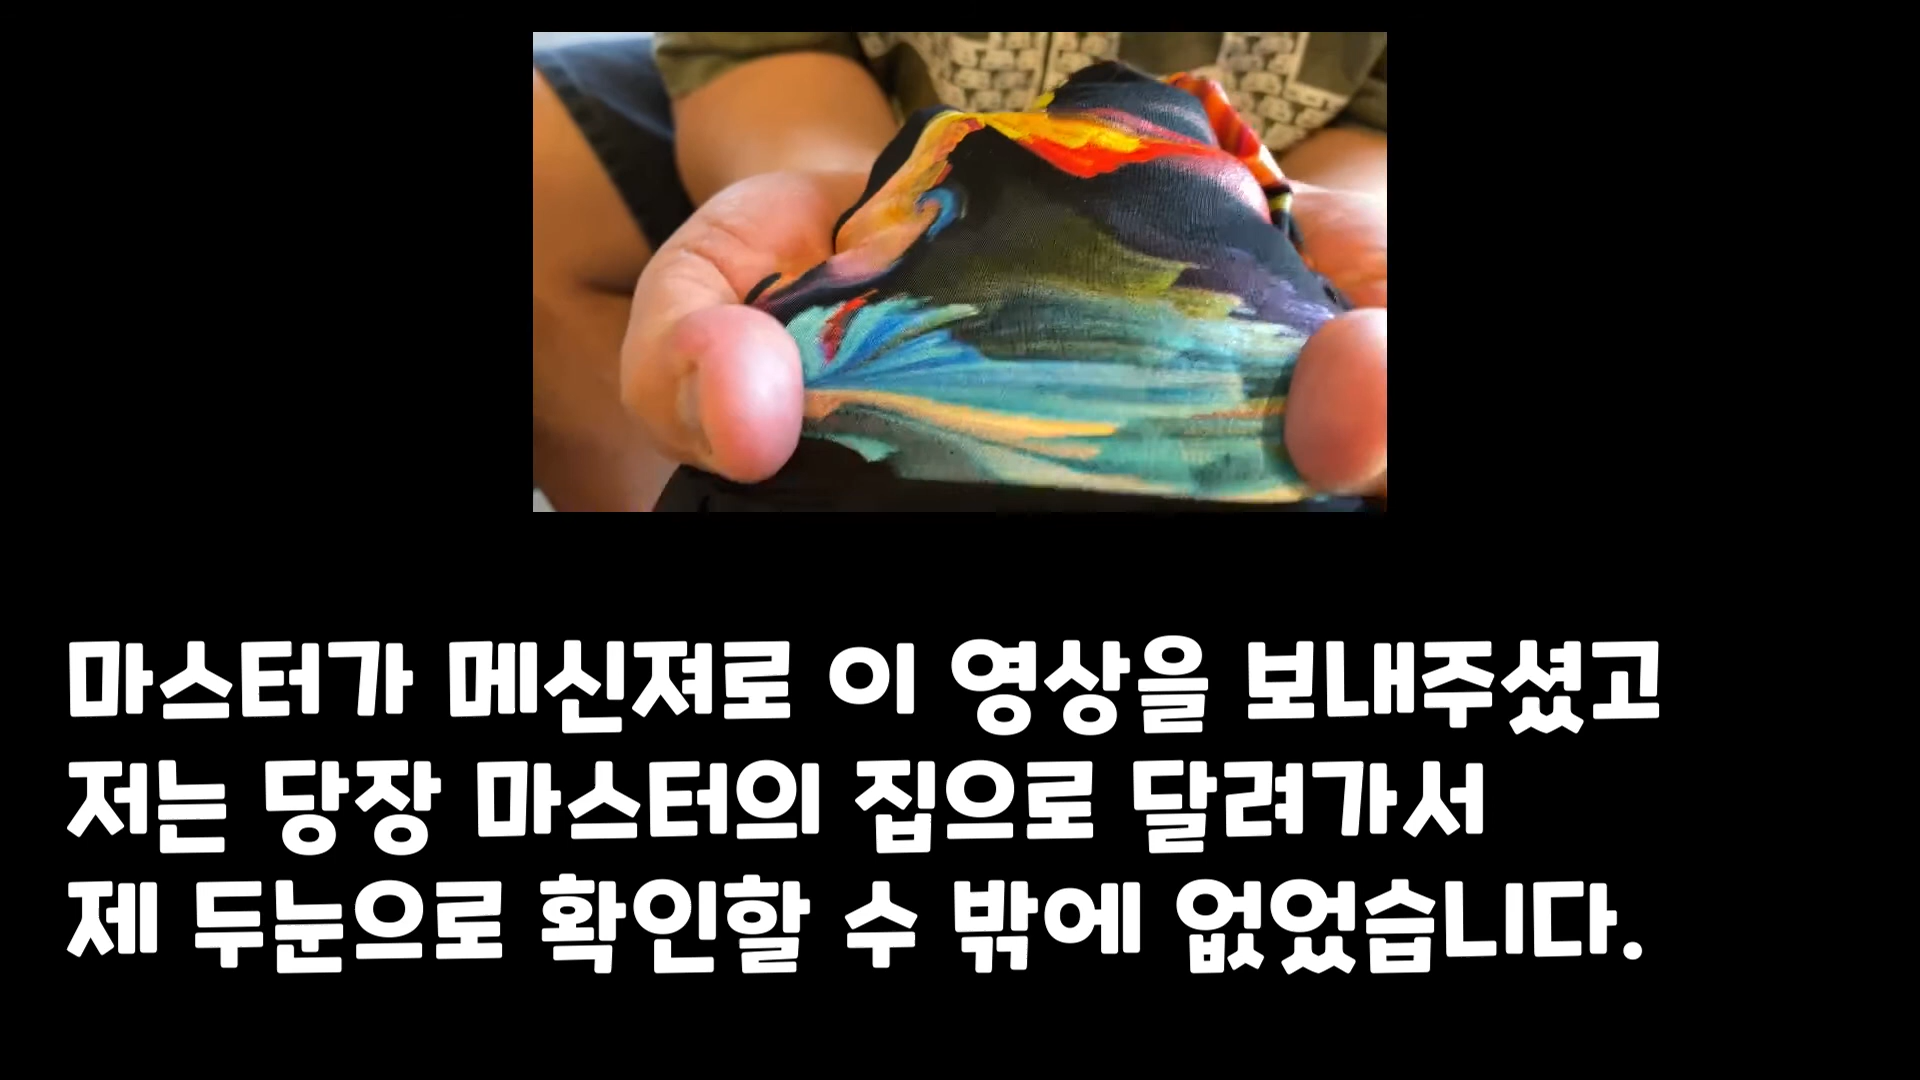 마스터가 메신져로 이 영상을 보내주셨고
저는 당장 마스터의 집으로 달려가서
제 두눈으로 확인할 수 밖에 없었습니다.